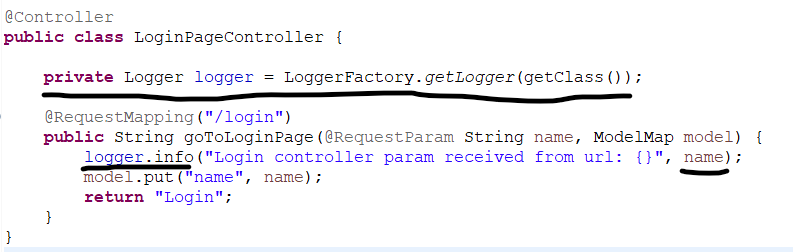 @Controller
public class LoginPageController {
private Logger logger = LoggerFactory.getLogger(getClass());
@RequestMapping("/login")
public String goToLoginPage(@RequestParam String name, ModelMap model) {
logger.info("Login controller param received from url: {}", name);
model.put("name", name);
return "Login";
}
}